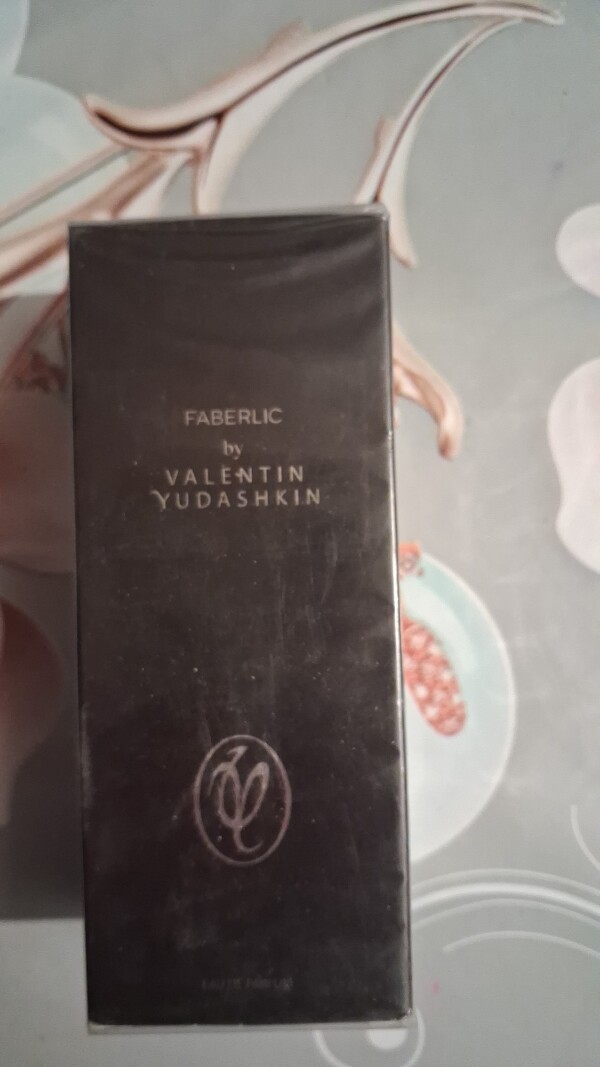 FABERLIC
by
VALENTIN
YUDASHKIN
EAU DE PARFUM